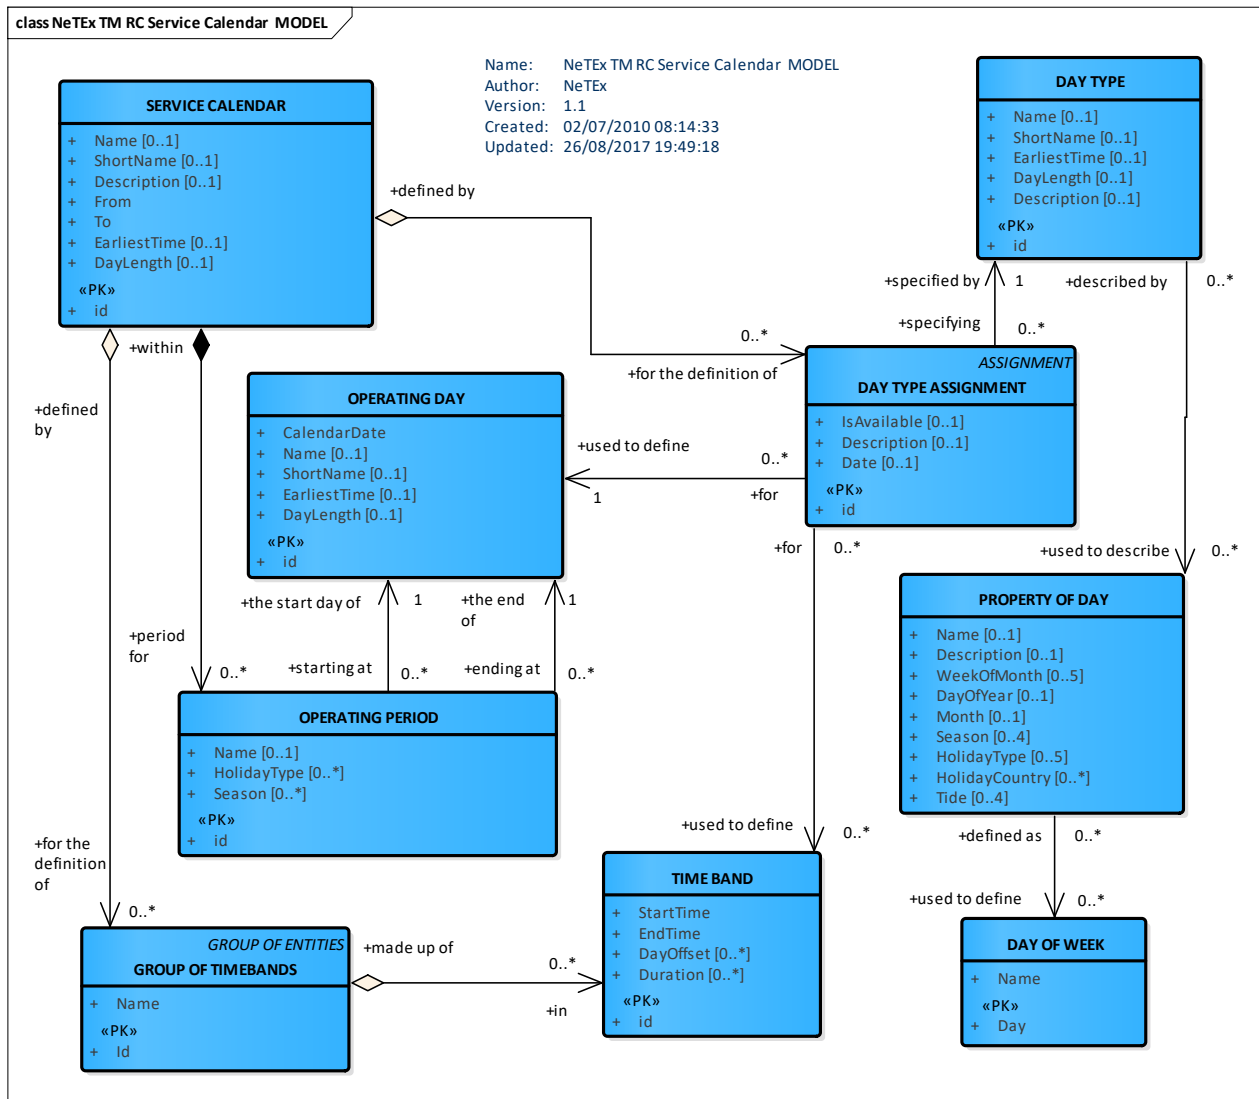 class NeTEx TM RC Service Calendar MODEL
Name: NeTEx TM RC Service Calendar MODEL
Author: NeTEx
Version: 1.1
Created: 02/07/2010 08:14:33
Updated: 26/08/2017 19:49:18
SERVICE CALENDAR
+ Name [0..1]
+ ShortName [0..1]
+ Description [0..1]
+ From
+ To
+ EarliestTime [0..1]
+ DayLength [0..1]
«PK»
+ id
DAY TYPE
+ Name [0..1]
+ ShortName [0..1]
+ EarliestTime [0..1]
+ DayLength [0..1]
+ Description [0..1]
«PK»
+ id
+defined by
+specified by
1
+described by
0..*
+specifying
0..*
0..*
+for the definition of
+within
+defined
by
OPERATING DAY
+ CalendarDate
+ Name [0..1]
+ ShortName [0..1]
+ EarliestTime [0..1]
+ DayLength [0..1]
«PK»
+ id
ASSIGNMENT
DAY TYPE ASSIGNMENT
+ IsAvailable [0..1]
+ Description [0..1]
+ Date [0..1]
«PK»
+ id
+used to define
0..*
1
+for
+for
0..*
+used to describe
0..*
+the start day of
1
+the end
of
1
+period
for
0..*
+starting at
0..*
+ending at
0..*
PROPERTY OF DAY
+ Name [0..1]
+ Description [0..1]
+ WeekOfMonth [0..5]
+ DayOfYear [0..1]
+ Month [0..1]
+ Season [0..4]
+ HolidayType [0..5]
+ HolidayCountry [0..*]
+ Tide [0..4]
OPERATING PERIOD
+ Name [0..1]
+ HolidayType [0..*]
+ Season [0..*]
«PK»
+ id
+used to define
0..*
+defined as
0..*
+for the
definition
of
0..*
+used to define
0..*
TIME BAND
+ StartTime
+ EndTime
+ DayOffset [0..*]
+ Duration [0..*]
«PK»
+ id
GROUP OF ENTITIES
GROUP OF TIMEBANDS
+ Name
«PK»
+ Id
+made up of
0..*
+in
DAY OF WEEK
+ Name
«PK»
+ Day